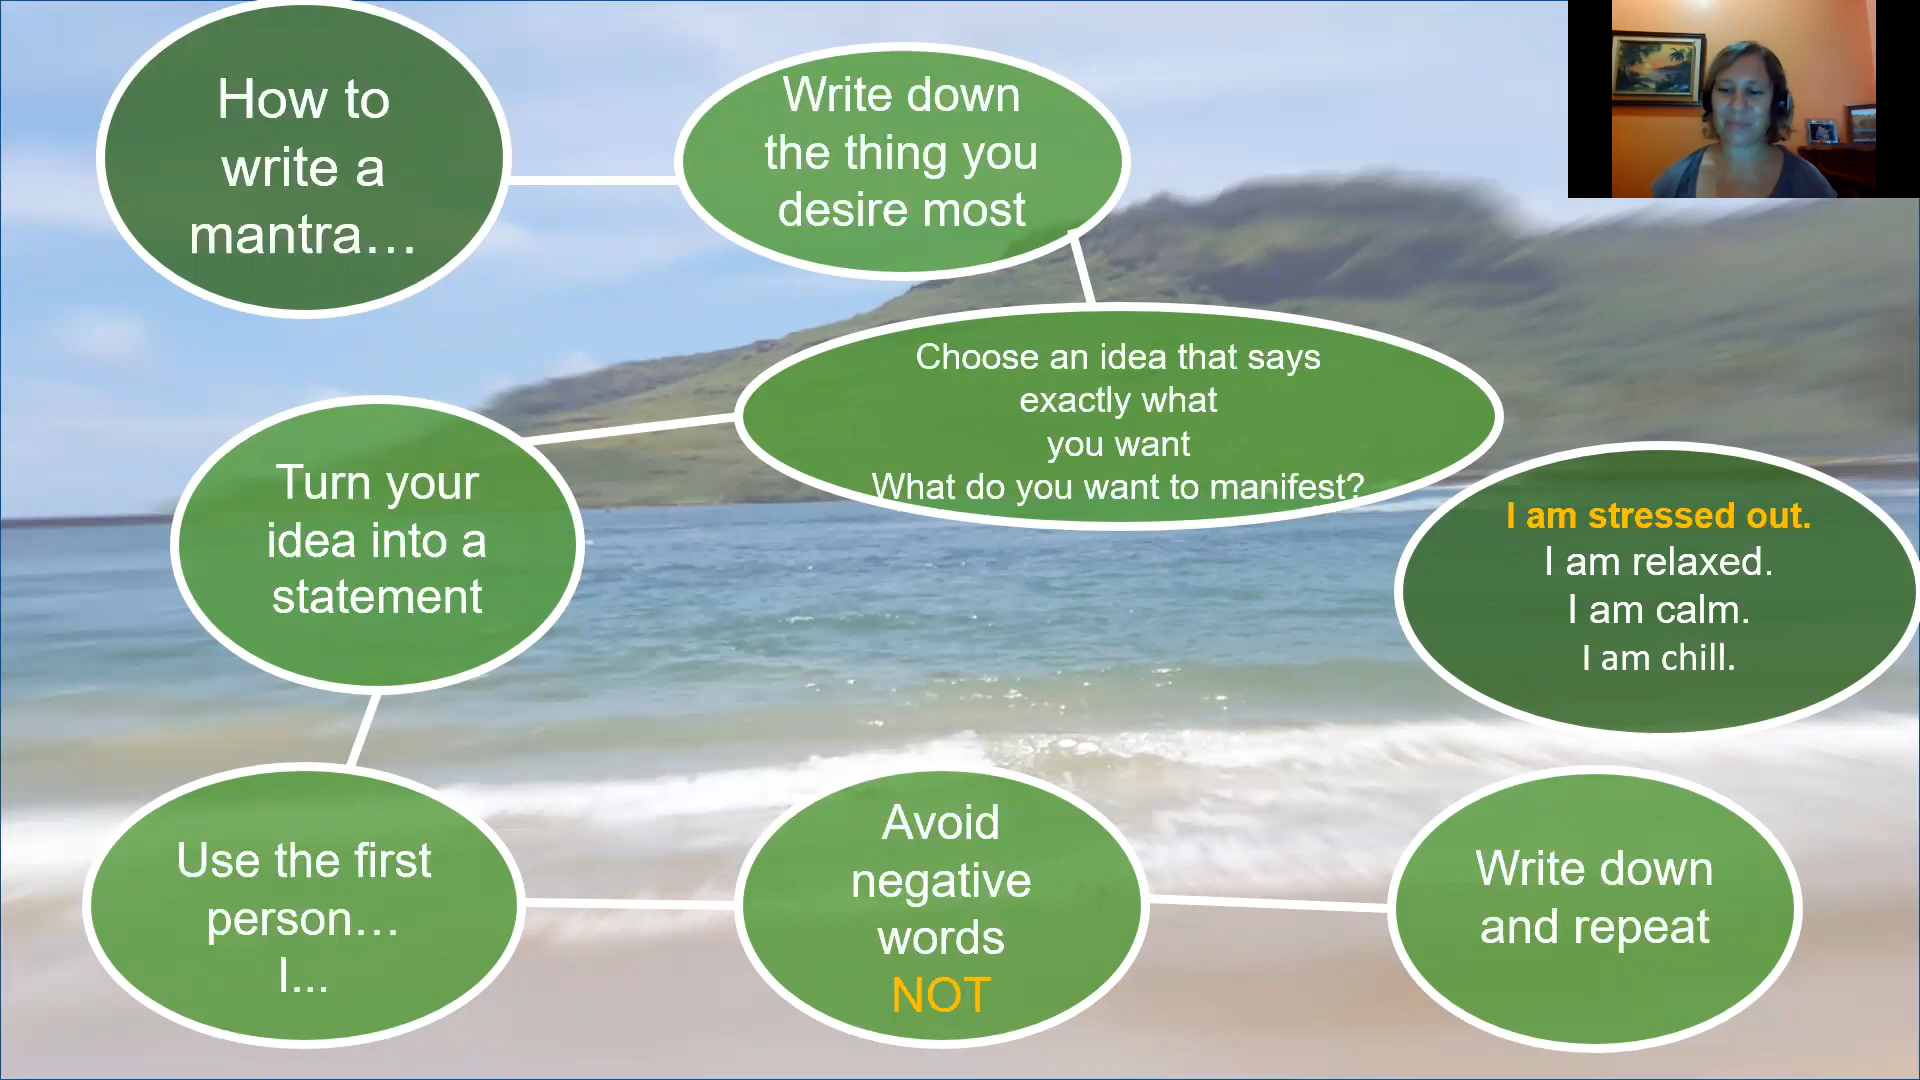 How to
write a
mantra…
Write down
the thing you
desire most
Choose an idea that says
exactly what
you want
What do you want to manifest?
Turn your
idea into a
statement
I am stressed out.
I am relaxed.
I am calm.
I am chill.
Use the first
person…
I...
Avoid
negative
words
NOT
Write down
and repeat